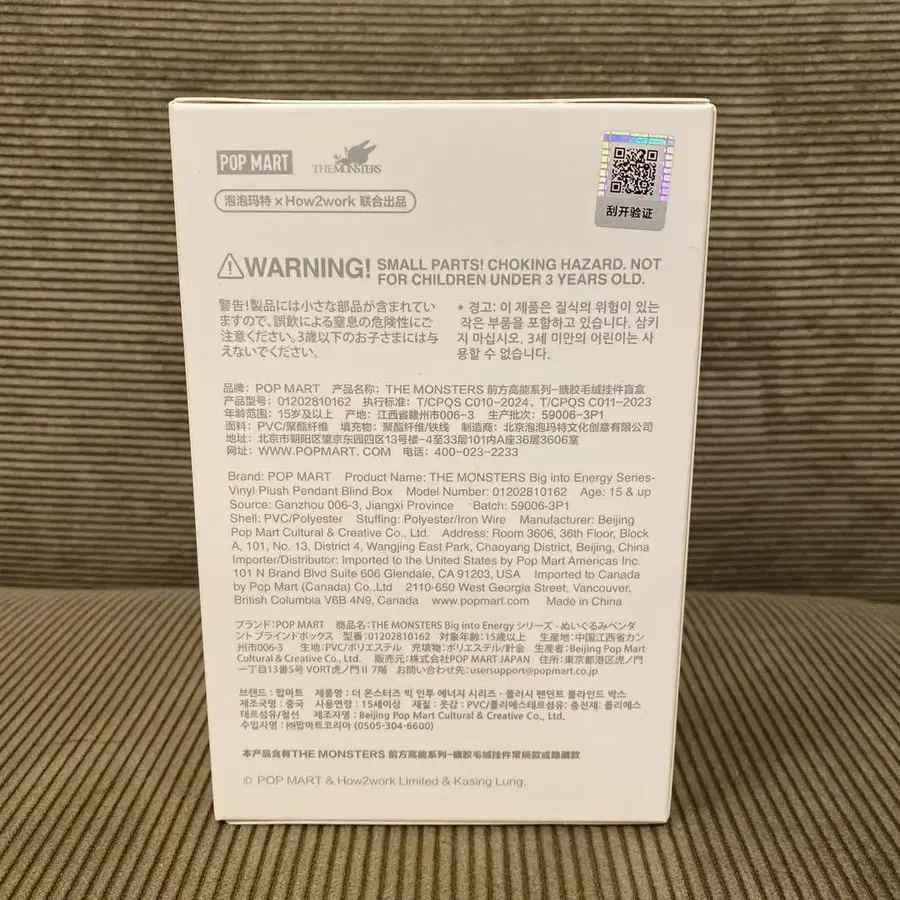 POP MART
THE MONSTERS
泡泡玛特 × How2work 联合出品
刮开验证
WARNING! SMALL PARTS! CHOKING HAZARD. NOT
FOR CHILDREN UNDER 3 YEARS OLD.
警告!製品には小さな部品が含まれてい
ますので、誤飲による窒息の危険性にご
注意ください。3歳以下のお子さまには与
えないでください。
* 경고: 이 제품은 질식의 위험이 있는
작은 부품을 포함하고 있습니다. 삼키
지 마십시오. 3세 미만의 어린이는 사
용할 수 없습니다.
品牌: POP MART 产品名称: THE MONSTERS 前方高能系列-搪胶毛绒挂件盲盒
产品型号: 01202810162 执行标准: T/CPQS C010-2024、T/CPQS C011-2023
年龄范围: 15岁及以上 产地: 江西省赣州市006-3 生产批次: 59006-3P1
面料: PVC/聚酯纤维 填充物: 聚酯纤维/铁线 制造商: 北京泡泡玛特文化创意有限公司
地址: 北京市朝阳区望京东园四区13号楼-4至33层101内A座36层3606室
网址: WWW.POPMART.COM 电话: 400-023-2233
Brand: POP MART Product Name: THE MONSTERS Big into Energy Series-
Vinyl Plush Pendant Blind Box Model Number: 01202810162 Age: 15 & up
Source: Ganzhou 006-3, Jiangxi Province Batch: 59006-3P1
Shell: PVC/Polyester Stuffing: Polyester/Iron Wire Manufacturer: Beijing
Pop Mart Cultural & Creative Co., Ltd. Address: Room 3606, 36th Floor, Block
A, 101, No. 13, District 4, Wangjing East Park, Chaoyang District, Beijing, China
Importer/Distributor: Imported to the United States by Pop Mart Americas Inc.
101 N Brand Blvd Suite 606 Glendale, CA 91203, USA Imported to Canada
by Pop Mart (Canada) Co.,Ltd 2110-650 West Georgia Street, Vancouver,
British Columbia V6B 4N9, Canada www.popmart.com Made in China
ブランド: POP MART 商品名: THE MONSTERS Big into Energy シリーズ - ぬいぐるみペンダ
ント ブラインドボックス 型番: 01202810162 対象年齢: 15歳以上 生産地: 中国江西省カン
州市006-3 生地: PVC/ポリエステル 充填物: ポリエステル/針金 生産者: Beijing Pop Mart
Cultural & Creative Co., Ltd. 販売元: 株式会社POP MART JAPAN 住所: 東京都港区虎ノ門
一丁目13番5号 VORT虎ノ門Ⅱ 7階 お問い合わせ先: usersupport@popmart.co.jp
브랜드 : 팝마트 제품명 : 더 몬스터즈 빅 인투 에너지 시리즈 - 플러시 펜던트 블라인드 박스
제조국명 : 중국 사용연령 : 15세이상 재질 : 옷감 : PVC/폴리에스테르섬유; 충전재: 폴리에스
테르섬유/철선 제조자명 : Beijing Pop Mart Cultural & Creative Co., Ltd.
수입자명 : ㈜팝마트코리아 (0505-304-6600)
本产品含有THE MONSTERS 前方高能系列-搪胶毛绒挂件常规款或隐藏款
© POP MART & How2work Limited & Kasing Lung.